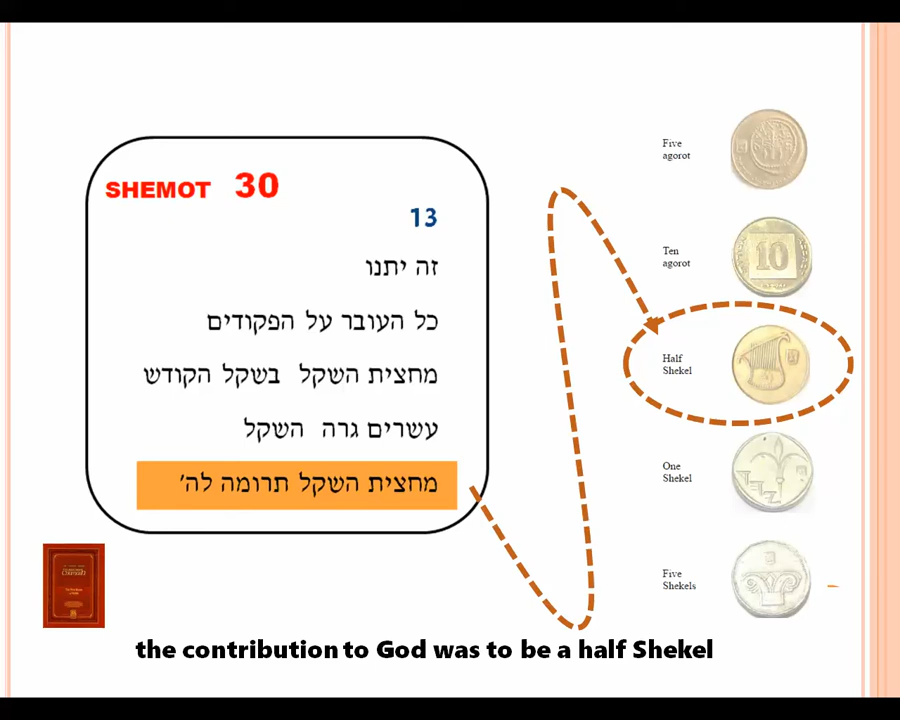 SHEMOT 30
13
זה יתנו
כל העובר על הפקודים
מחצית השקל בשקל הקודש
עשרים גרה השקל
מחצית השקל תרומה לה'
Five
agorot
Ten
agorot
10
Half
Shekel
One
Shekel
Five
Shekels
the contribution to God was to be a half Shekel